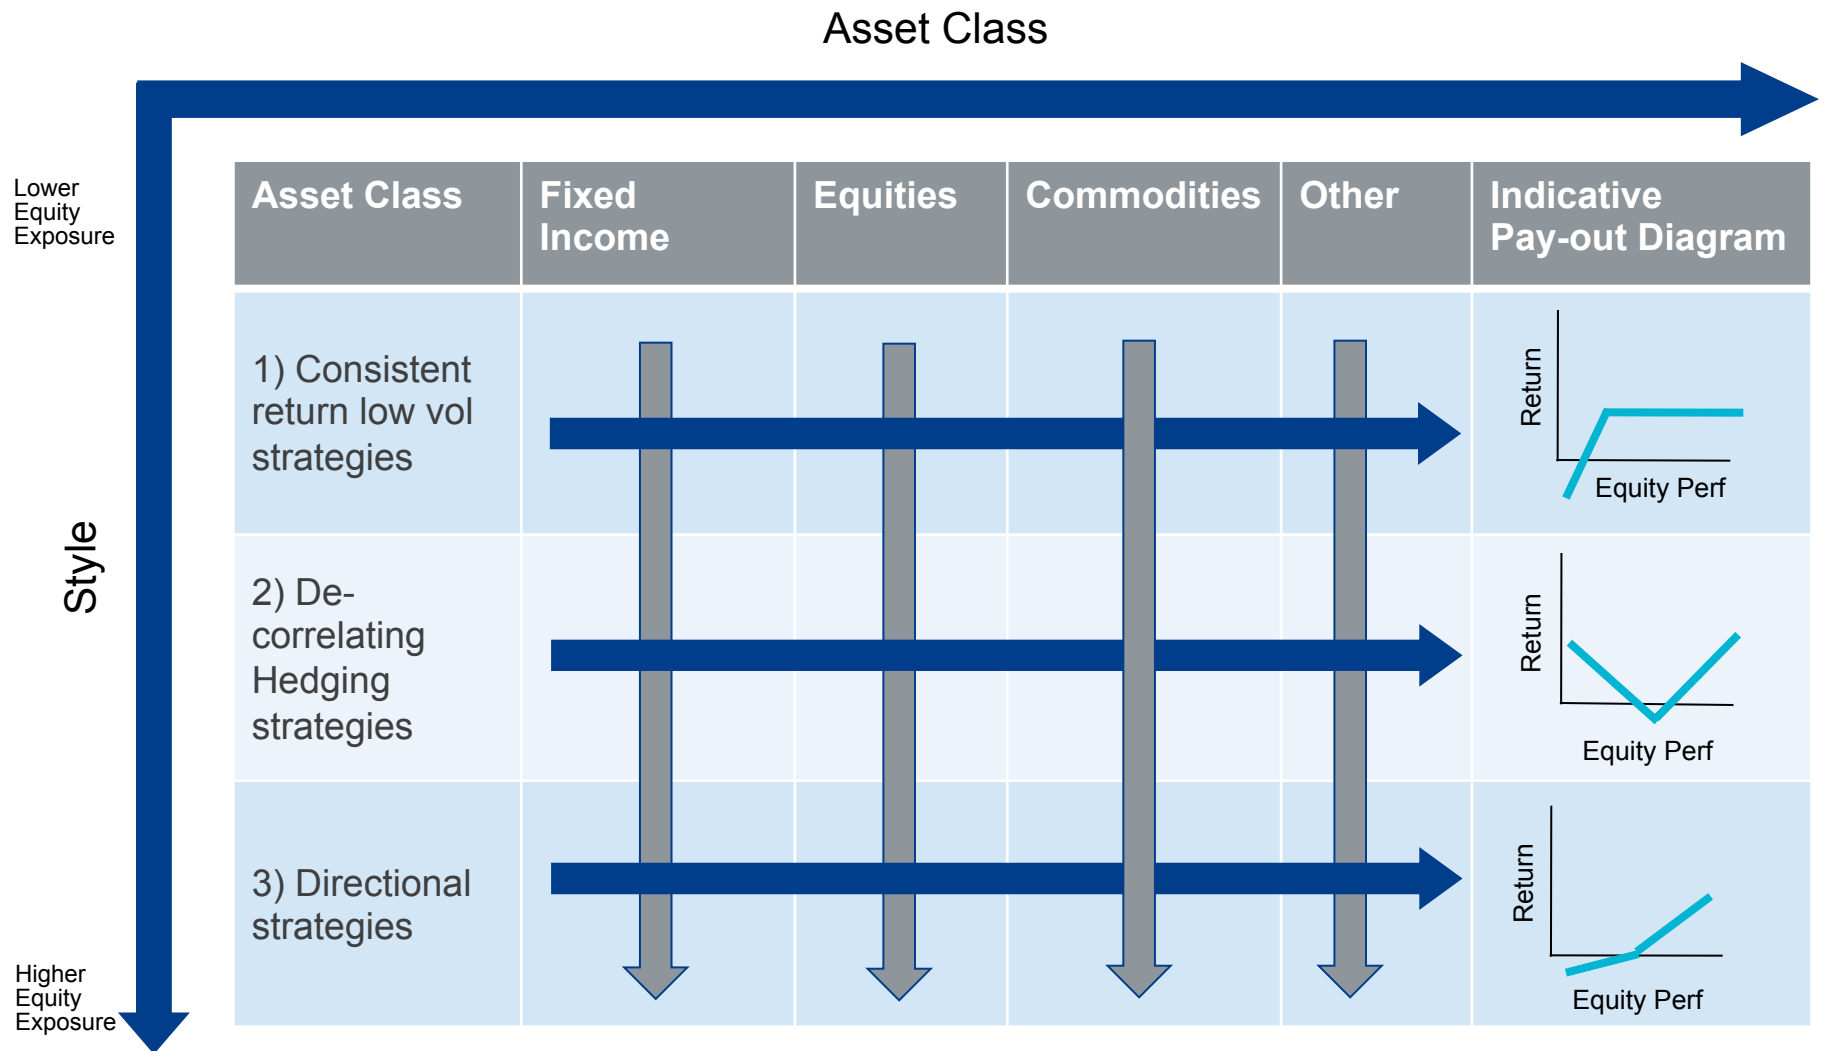 Asset Class
Lower
Equity
Exposure
Asset Class
Fixed
Income
Equities
Commodities
Other
Indicative
Pay-out Diagram
1) Consistent
return low vol
strategies
Return
Equity Perf
Style
2) De-
correlating
Hedging
strategies
Return
Equity Perf
3) Directional
strategies
Return
Equity Perf
Higher
Equity
Exposure